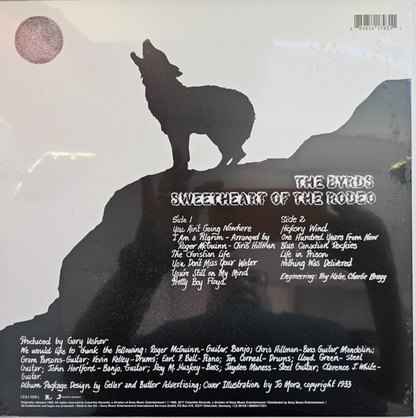 THE BYRDS
SWEETHEART OF THE RODEO
Side 1
You Ain't Going Nowhere
I Am a Pilgrim - Arranged by
Roger McGuinn - Chris Hillman
The Christian Life
You Don't Miss Your Water
You're Still on My Mind
Pretty Boy Floyd
Side 2
Hickory Wind
One Hundred Years From Now
Blue Canadian Rockies
Life in Prison
Nothing Was Delivered
Engineering: Roy Halee, Charlie Bragg
Produced by Gary Usher
We would like to thank the following: Roger McGuinn-Guitar, Banjo; Chris Hillman-Bass Guitar, Mandolin;
Gram Parsons-Guitar; Kevin Kelley-Drums; Earl P. Ball-Piano; Jon Corneal-Drums; Lloyd Green-Steel
Guitar; John Hartford-Banjo, Guitar; Roy M. Huskey-Bass; Jaydee Maness-Steel Guitar; Clarence J. White-
Guitar.
Album Package Design by Geller and Butler Advertising; Cover Illustration by Jo Mora, copyright 1933
COLUMBIA